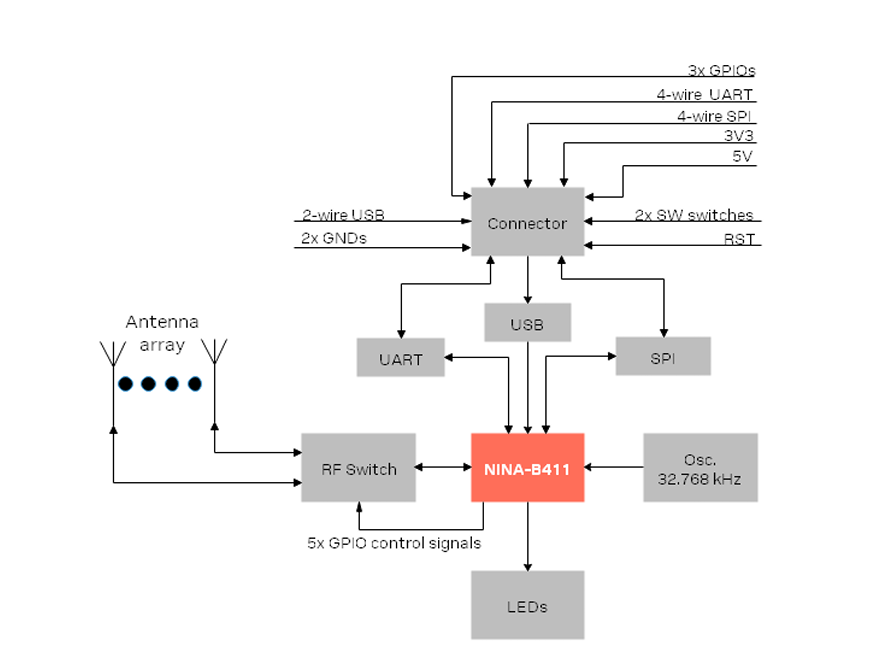 3x GPIOs
4-wire UART
4-wire SPI
3V3
5V
2-wire USB
2x GNDs
Connector
2x SW switches
RST
Antenna
array
UART
USB
SPI
RF Switch
NINA-B411
Osc.
32.768 kHz
5x GPIO control signals
LEDs